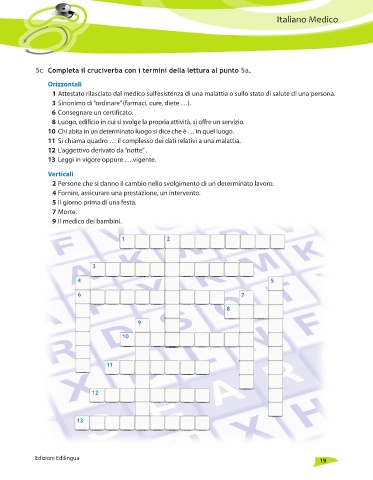 Italiano Medico
5c Completa il cruciverba con i termini della lettura al punto 5a.
Orizzontali
1 Attestato rilasciato dal medico sull'esistenza di una malattia o sullo stato di salute di una persona.
3 Sinonimo di "ordinare" (farmaci, cure, diete …).
6 Consegnare un certificato.
8 Luogo, edificio in cui si svolge la propria attività, si offre un servizio.
10 Chi abita in un determinato luogo si dice che è … in quel luogo.
11 Si chiama quadro … il complesso dei dati relativi a una malattia.
12 L'aggettivo derivato da "notte".
13 Leggi in vigore oppure … vigente.
Verticali
2 Persone che si danno il cambio nello svolgimento di un determinato lavoro.
4 Fornire, assicurare una prestazione, un intervento.
5 Il giorno prima di una festa.
7 Morte.
9 Il medico dei bambini.
1 2
3
4 5
6 7
8
9
10
11
12
13
Edizioni Edilingua
19